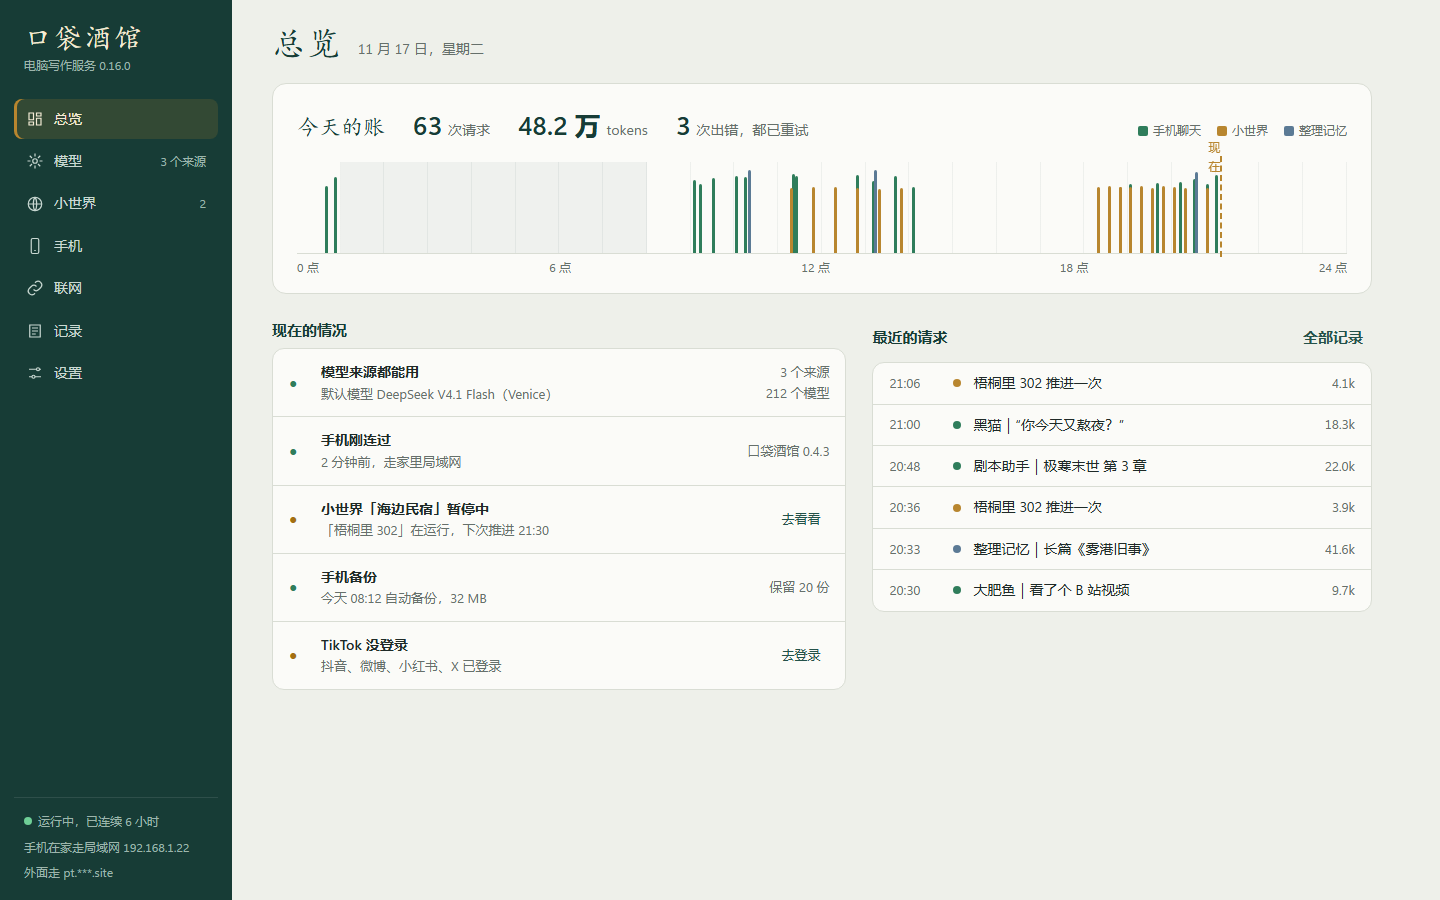 口袋酒馆
电脑写作服务 0.16.0
总览
模型 3 个来源
小世界 2
手机
联网
记录
设置
运行中，已连续 6 小时
手机在家走局域网 192.168.1.22
外面走 pt.***.site
总览 11 月 17 日，星期二
今天的账 63 次请求 48.2 万 tokens 3 次出错，都已重试
手机聊天 小世界 整理记忆
现在
0 点 6 点 12 点 18 点 24 点
现在的情况
模型来源都能用 3 个来源
默认模型 DeepSeek V4.1 Flash（Venice） 212 个模型
手机刚连过
2 分钟前，走家里局域网 口袋酒馆 0.4.3
小世界「海边民宿」暂停中
「梧桐里 302」在运行，下次推进 21:30 去看看
手机备份
今天 08:12 自动备份，32 MB 保留 20 份
TikTok 没登录
抖音、微博、小红书、X 已登录 去登录
最近的请求 全部记录
21:06 梧桐里 302 推进一次 4.1k
21:00 黑猫｜“你今天又熬夜？” 18.3k
20:48 剧本助手｜极寒末世 第 3 章 22.0k
20:36 梧桐里 302 推进一次 3.9k
20:33 整理记忆｜长篇《雾港旧事》 41.6k
20:30 大肥鱼｜看了个 B 站视频 9.7k